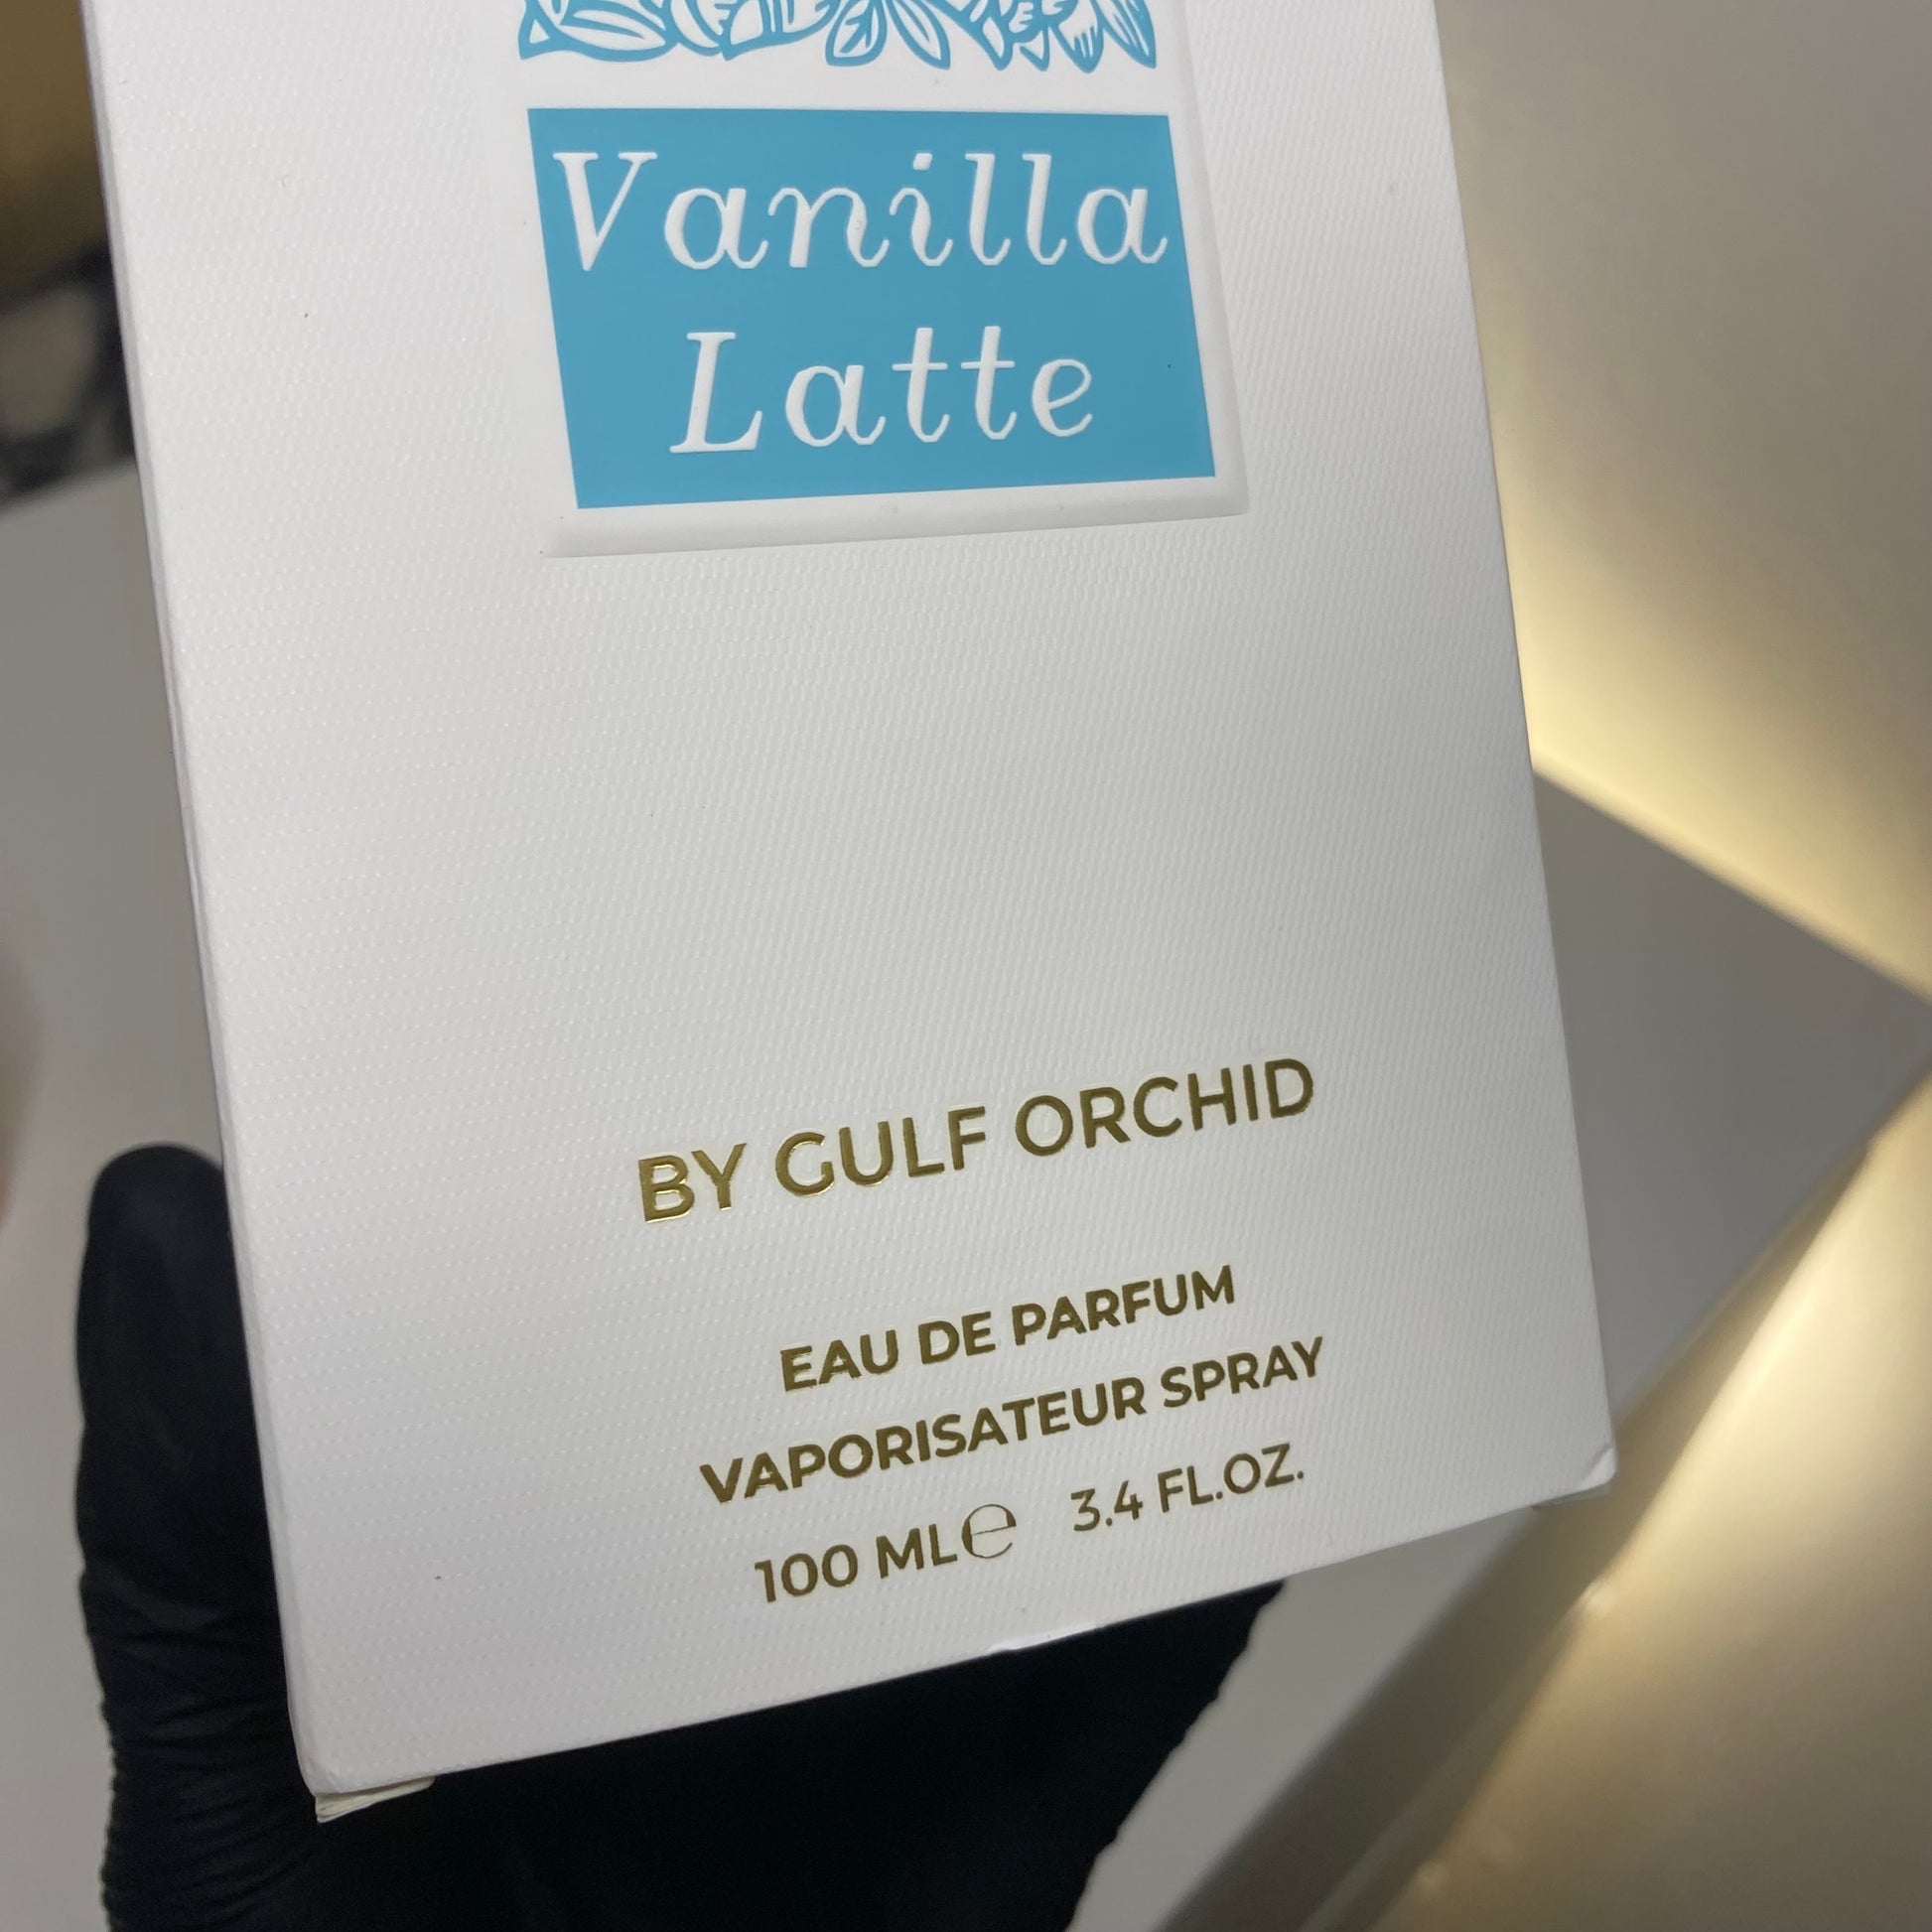 Vanilla
Latte
BY GULF ORCHID
EAU DE PARFUM
VAPORISATEUR SPRAY
100 ML℮ 3.4 FL.OZ.